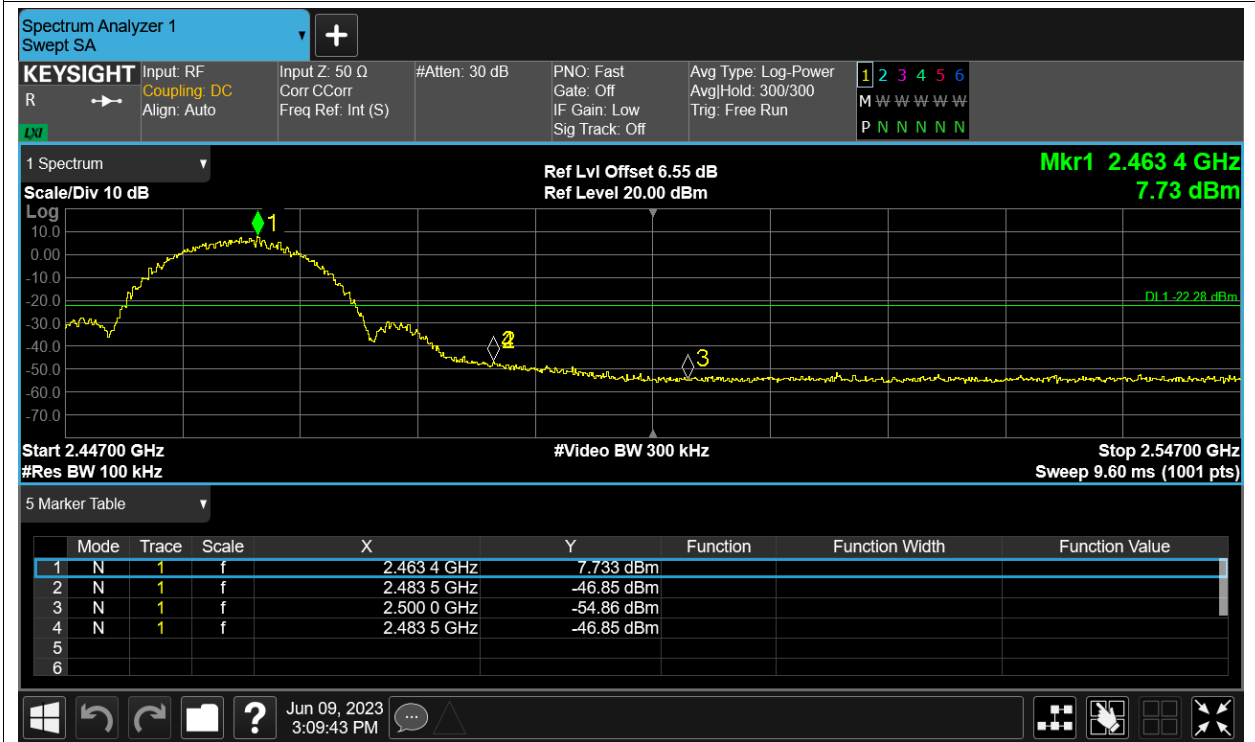 Spectrum Analyzer 1
Swept SA
+
KEYSIGHT Input: RF Input Z: 50 Ω #Atten: 30 dB PNO: Fast Avg Type: Log-Power 1 2 3 4 5 6
R Coupling: DC Corr CCorr Gate: Off Avg|Hold: 300/300 M W W W W W
Align: Auto Freq Ref: Int (S) IF Gain: Low Trig: Free Run
LXI Sig Track: Off P N N N N N
1 Spectrum Ref Lvl Offset 6.55 dB Mkr1 2.463 4 GHz
Scale/Div 10 dB Ref Level 20.00 dBm 7.73 dBm
Log
1
10.0
0.00
-10.0
-20.0
DL1 -22.28 dBm
-30.0
-40.0
2
3
-50.0
-60.0
-70.0
Start 2.44700 GHz #Video BW 300 kHz Stop 2.54700 GHz
#Res BW 100 kHz Sweep 9.60 ms (1001 pts)
5 Marker Table
Mode Trace Scale X Y Function Function Width Function Value
1 N 1 f 2.463 4 GHz 7.733 dBm
2 N 1 f 2.483 5 GHz -46.85 dBm
3 N 1 f 2.500 0 GHz -54.86 dBm
4 N 1 f 2.483 5 GHz -46.85 dBm
5
6
? Jun 09, 2023
3:09:43 PM